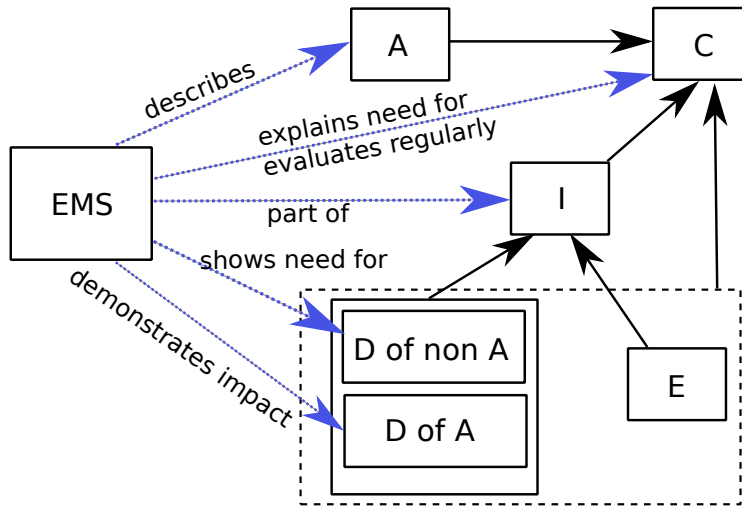 A
C
describes
explains need for
evaluates regularly
EMS
I
part of
shows need for
demonstrates impact
D of non A
E
D of A